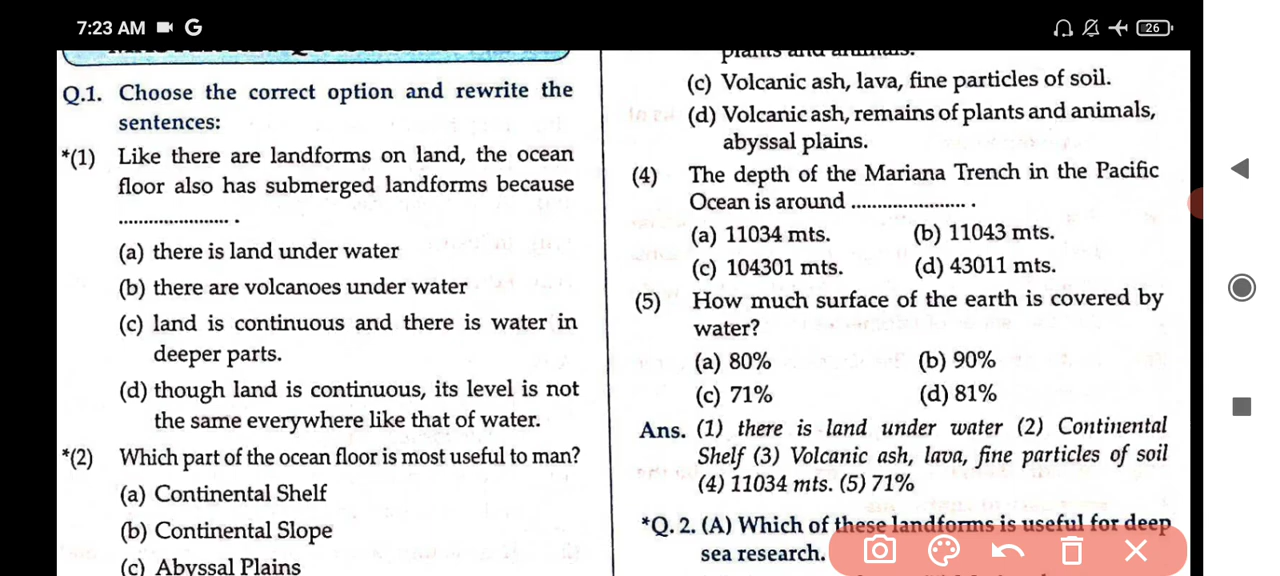 7:23 AM G
26
Q.1. Choose the correct option and rewrite the
sentences:
*(1) Like there are landforms on land, the ocean
floor also has submerged landforms because
....................... .
(a) there is land under water
(b) there are volcanoes under water
(c) land is continuous and there is water in
deeper parts.
(d) though land is continuous, its level is not
the same everywhere like that of water.
*(2) Which part of the ocean floor is most useful to man?
(a) Continental Shelf
(b) Continental Slope
(c) Abyssal Plains
plants and animals.
(c) Volcanic ash, lava, fine particles of soil.
(d) Volcanic ash, remains of plants and animals,
abyssal plains.
(4) The depth of the Mariana Trench in the Pacific
Ocean is around ....................... .
(a) 11034 mts. (b) 11043 mts.
(c) 104301 mts. (d) 43011 mts.
(5) How much surface of the earth is covered by
water?
(a) 80% (b) 90%
(c) 71% (d) 81%
Ans. (1) there is land under water (2) Continental
Shelf (3) Volcanic ash, lava, fine particles of soil
(4) 11034 mts. (5) 71%
*Q. 2. (A) Which of these landforms is useful for deep
sea research.